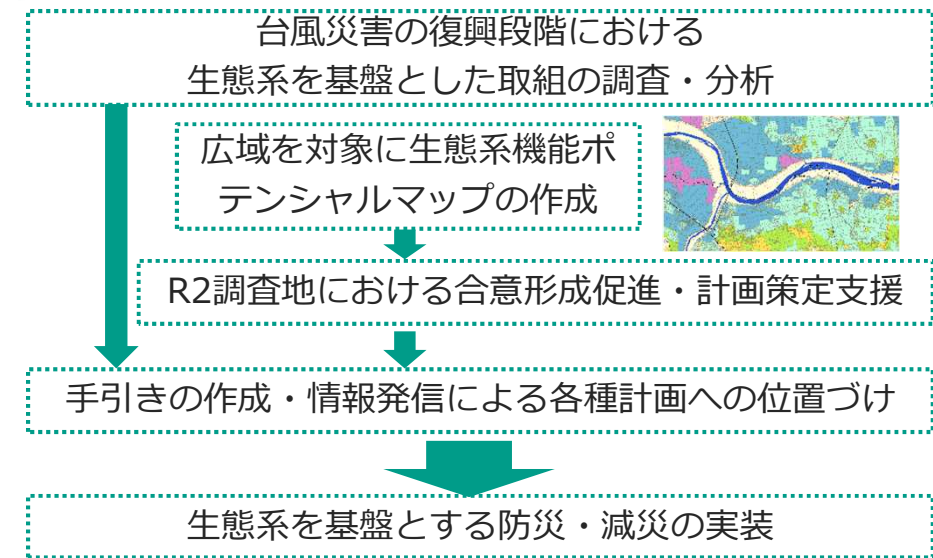 台風災害の復興段階における
生態系を基盤とした取組の調査・分析
広域を対象に生態系機能ポ
テンシャルマップの作成
R2調査地における合意形成促進・計画策定支援
手引きの作成・情報発信による各種計画への位置づけ
生態系を基盤とする防災・減災の実装